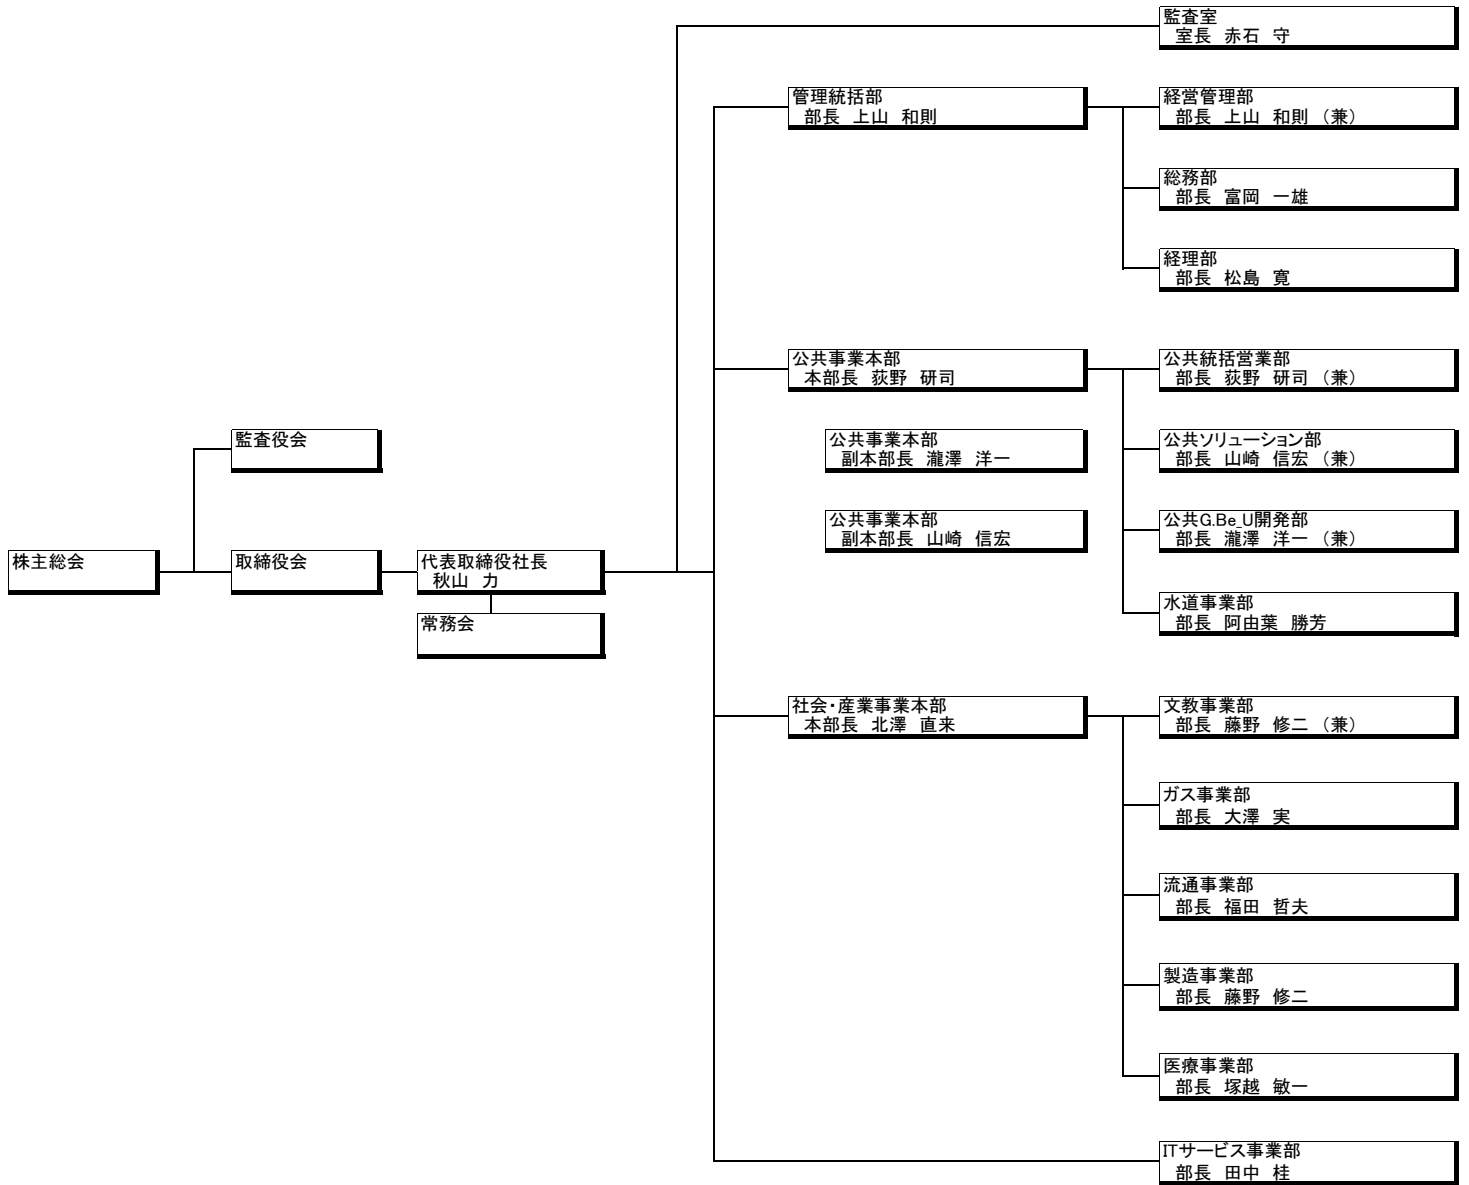 監査室
室長　赤石　守
管理統括部
部長　上山　和則
経営管理部
部長　上山　和則　（兼）
総務部
部長　富岡　一雄
経理部
部長　松島　寛
公共事業本部
本部長　荻野　研司
公共統括営業部
部長　荻野　研司　（兼）
監査役会
公共事業本部
副本部長　瀧澤　洋一
公共ソリューション部
部長　山崎　信宏　（兼）
公共事業本部
副本部長　山崎　信宏
公共G.Be_U開発部
部長　瀧澤　洋一　（兼）
株主総会
取締役会
代表取締役社長
秋山　力
常務会
水道事業部
部長　阿由葉　勝芳
社会・産業事業本部
本部長　北澤　直来
文教事業部
部長　藤野　修二　（兼）
ガス事業部
部長　大澤　実
流通事業部
部長　福田　哲夫
製造事業部
部長　藤野　修二
医療事業部
部長　塚越　敏一
ITサービス事業部
部長　田中　桂